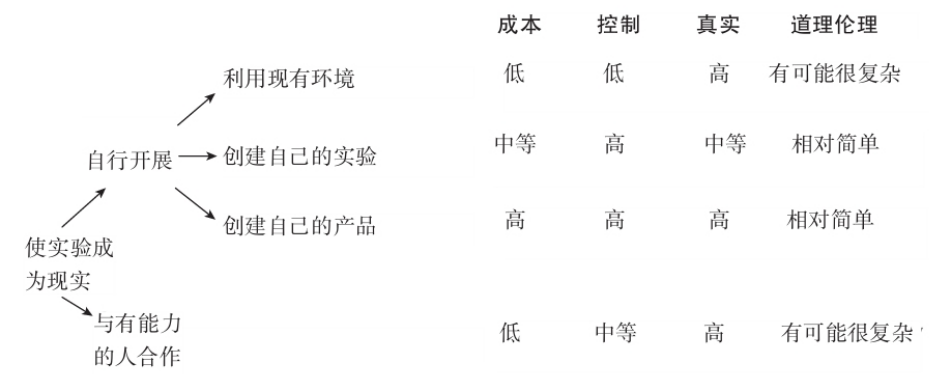 成本 控制 真实 道理伦理
利用现有环境 低 低 高 有可能很复杂
自行开展 创建自己的实验 中等 高 中等 相对简单
创建自己的产品 高 高 高 相对简单
使实验成
为现实
与有能力
的人合作 低 中等 高 有可能很复杂